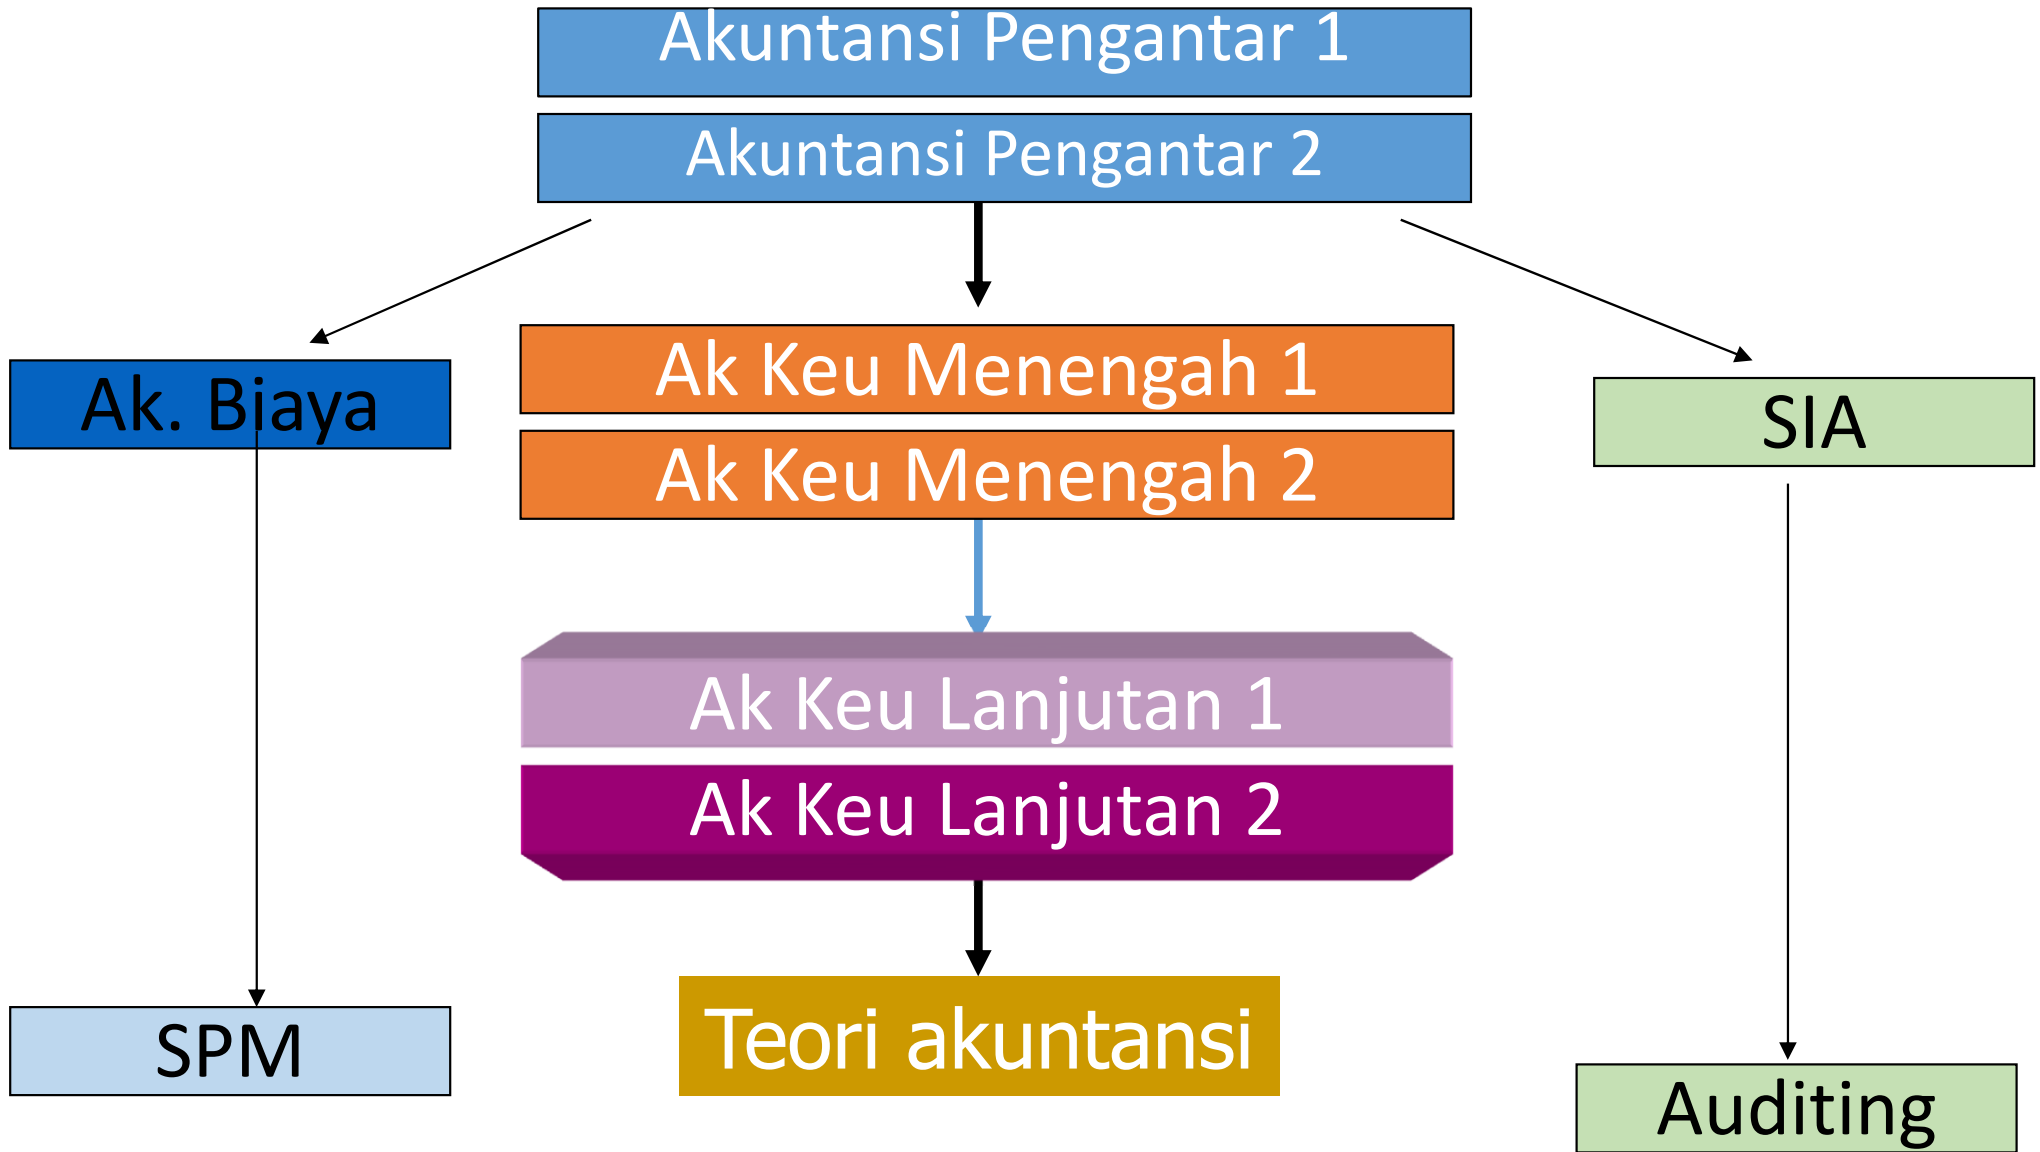 Akuntansi Pengantar 1
Akuntansi Pengantar 2
Ak. Biaya
Ak Keu Menengah 1
SIA
Ak Keu Menengah 2
Ak Keu Lanjutan 1
Ak Keu Lanjutan 2
SPM
Teori akuntansi
Auditing